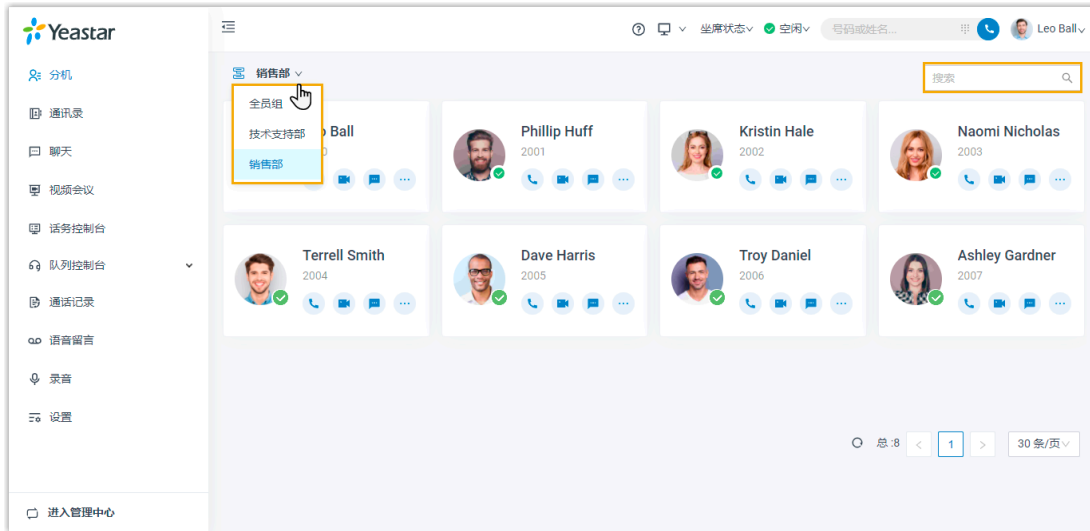 Yeastar
坐席状态
空闲
号码或姓名...
Leo Ball
分机
通讯录
聊天
视频会议
话务控制台
队列控制台
通话记录
语音留言
录音
设置
进入管理中心
销售部
搜索
全员组
技术支持部
销售部
Ball
Phillip Huff
2001
Kristin Hale
2002
Naomi Nicholas
2003
Terrell Smith
2004
Dave Harris
2005
Troy Daniel
2006
Ashley Gardner
2007
总:8
1
30 条/页